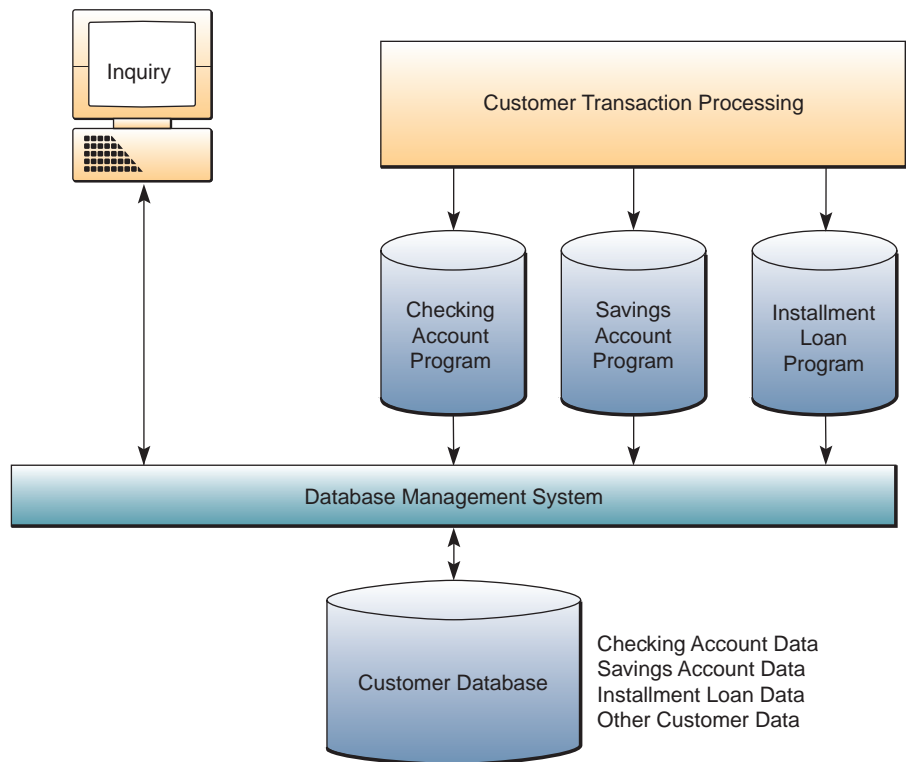 Inquiry
Customer Transaction Processing
Checking
Account
Program
Savings
Account
Program
Installment
Loan
Program
Database Management System
Customer Database
Checking Account Data
Savings Account Data
Installment Loan Data
Other Customer Data